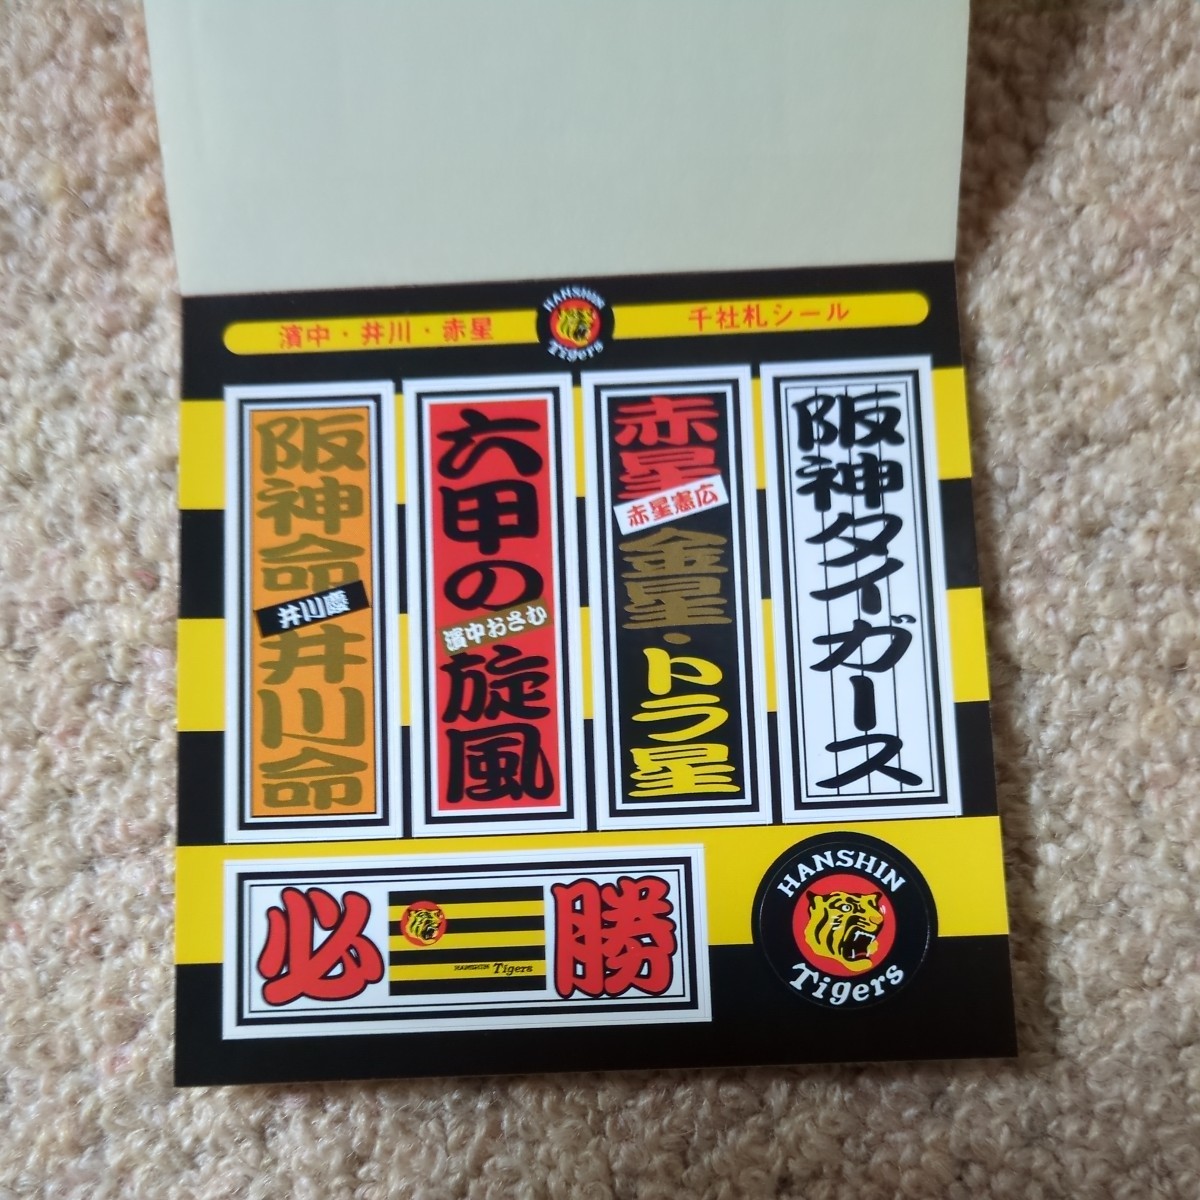 濱中・井川・赤星
HANSHIN
Tigers
千社札シール
阪神命井川命
井川慶
六甲の旋風
濱中おさむ
赤星金星・トラ星
赤星憲広
阪神タイガース
必勝
HANSHIN Tigers
HANSHIN
Tigers